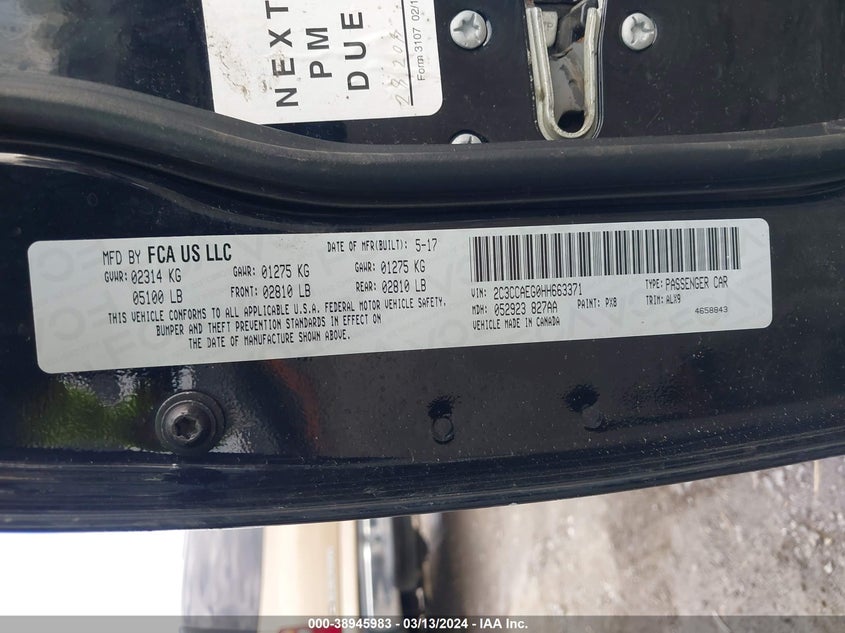 NEXT
PM
DUE
Form 3107 02/1
MFD BY FCA US LLC
DATE OF MFR(BUILT): 5-17
GVWR: 02314 KG
GAWR: 01275 KG
GAWR: 01275 KG
05100 LB
FRONT: 02810 LB
REAR: 02810 LB
THIS VEHICLE CONFORMS TO ALL APPLICABLE U.S.A. FEDERAL MOTOR VEHICLE SAFETY,
BUMPER AND THEFT PREVENTION STANDARDS IN EFFECT ON
THE DATE OF MANUFACTURE SHOWN ABOVE.
VIN: 2C3CCAEG0HH663371
TYPE: PASSENGER CAR
MDH: 052923 827AA
PAINT: PX8
TRIM: ALX9
VEHICLE MADE IN CANADA
4658843
000-38945983 - 03/13/2024 - IAA Inc.